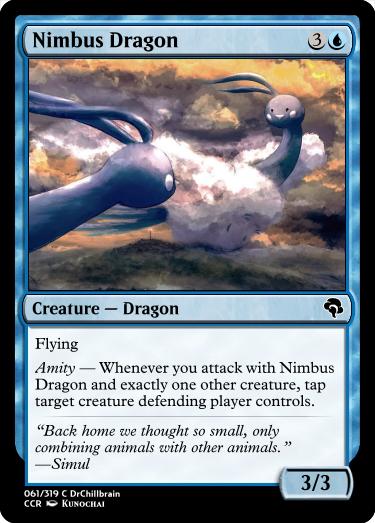 Nimbus Dragon 3
Creature — Dragon
Flying
Amity — Whenever you attack with Nimbus
Dragon and exactly one other creature, tap
target creature defending player controls.
“Back home we thought so small, only
combining animals with other animals.”
—Simul
3/3
061/319 C DrChillbrain
CCR KUNOCHAI